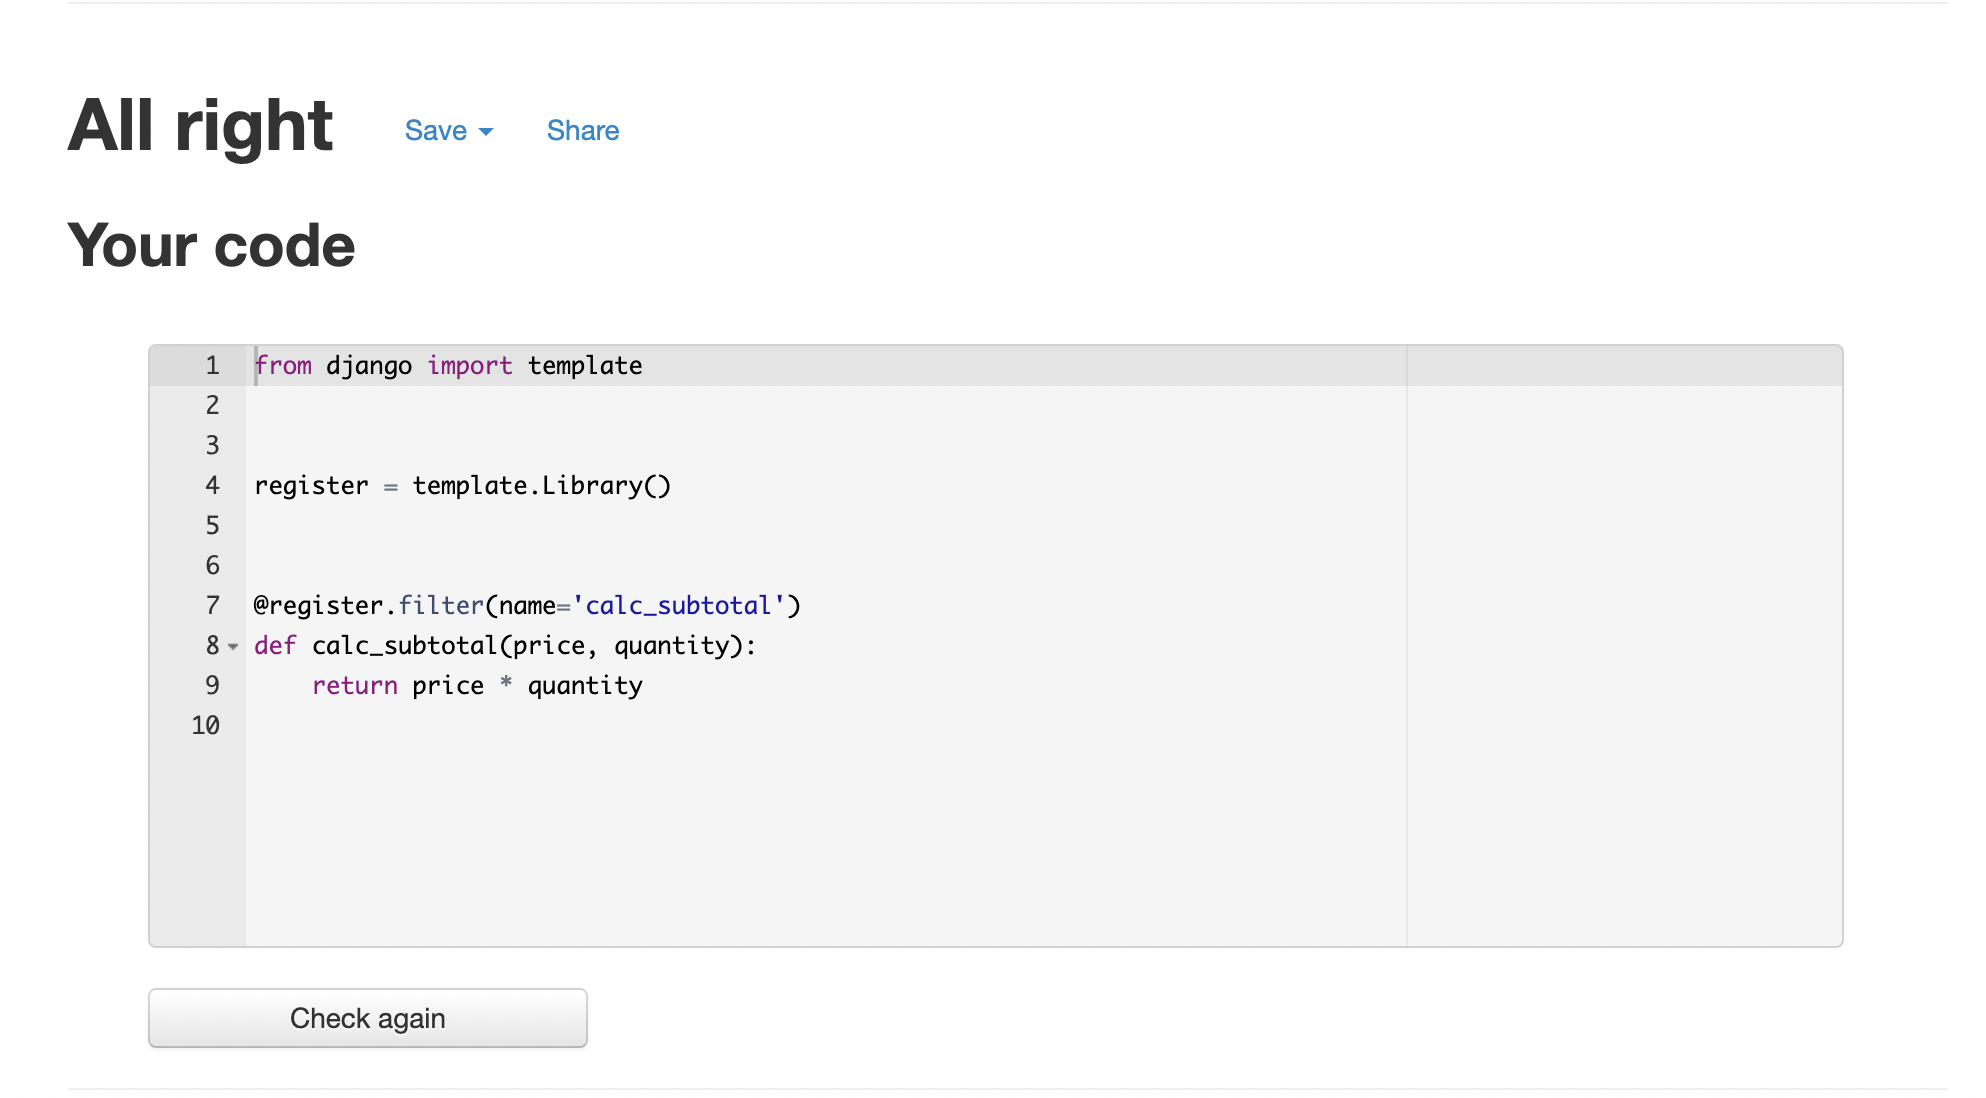 All right Save Share
Your code
1 from django import template
2
3
4 register = template.Library()
5
6
7 @register.filter(name='calc_subtotal')
8 def calc_subtotal(price, quantity):
9     return price * quantity
10
Check again